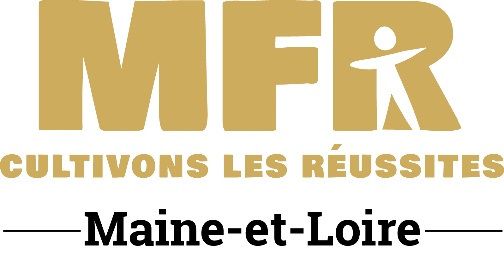 MFR
CULTIVONS LES RÉUSSITES
Maine-et-Loire